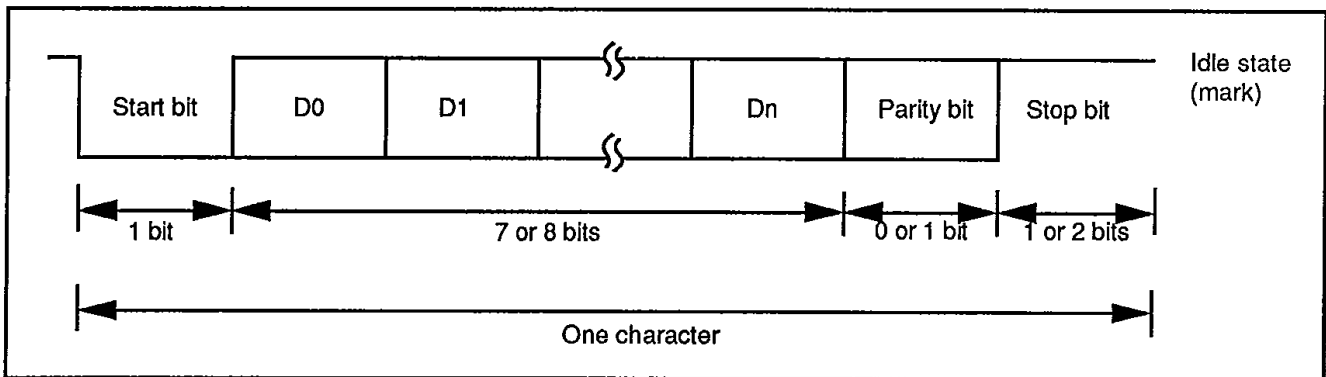 Idle state
(mark)
Start bit D0 D1 Dn Parity bit Stop bit
1 bit 7 or 8 bits 0 or 1 bit 1 or 2 bits
One character